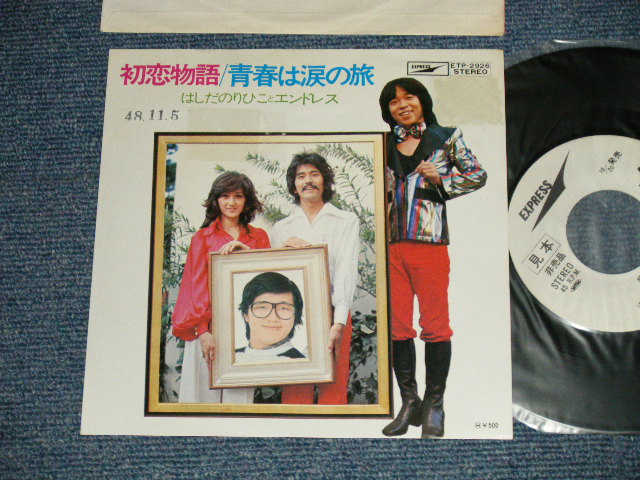 初恋物語/青春は涙の旅
はしだのりひことエンドレス
48.11.5
EXPRESS
ETP-2926
STEREO
¥500
EXPRESS
見本
非売品
STEREO
45 R.P.M.